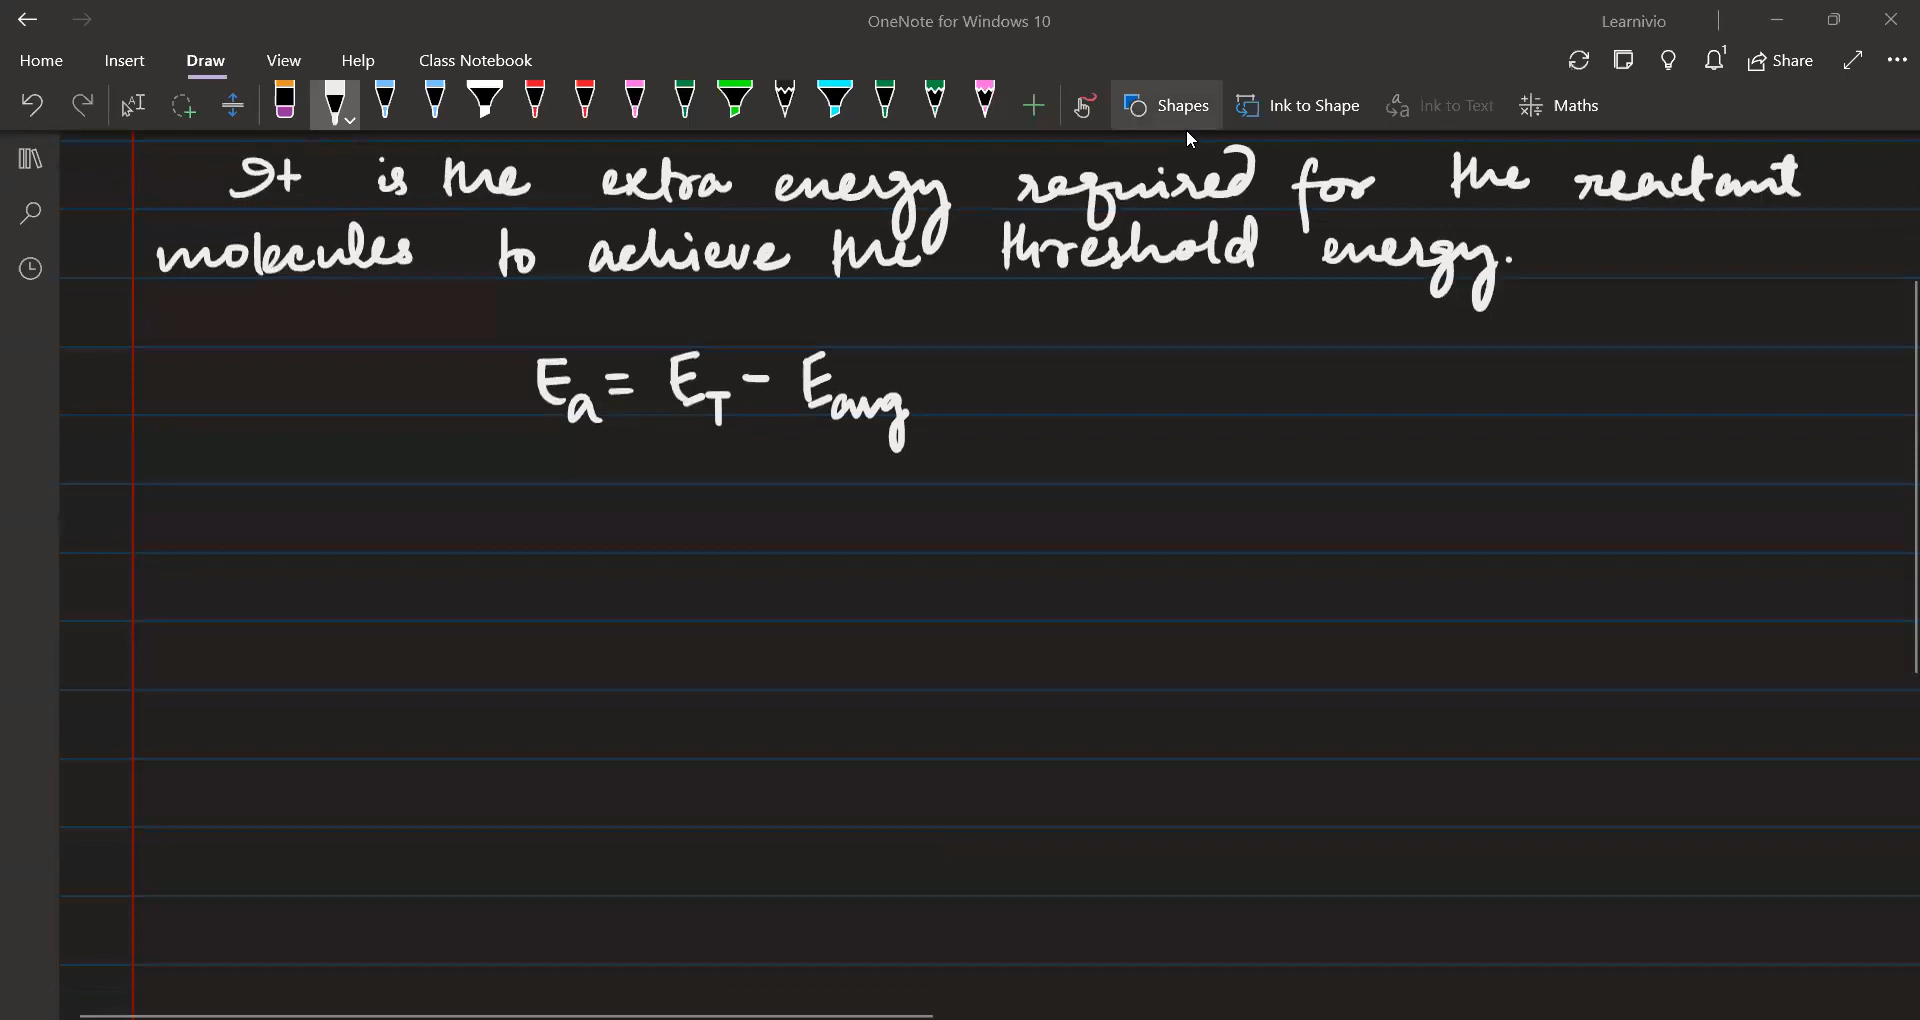 OneNote for Windows 10
Learnivio
Home Insert Draw View Help Class Notebook
1
Share
Shapes Ink to Shape Ink to Text Maths
It is the extra energy required for the reactant
molecules to achieve the threshold energy.
Ea = ET - Eavg